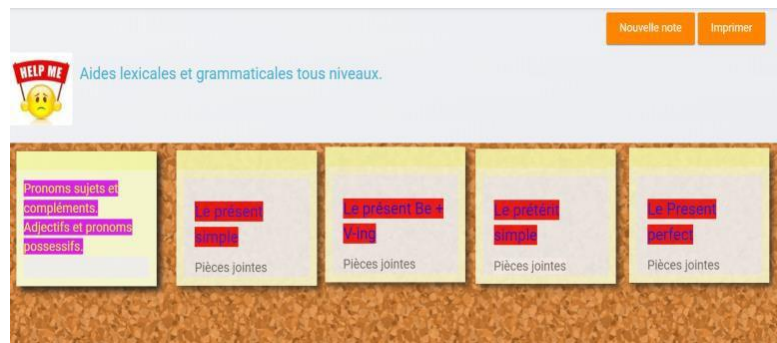 Nouvelle note
Imprimer
HELP ME
Aides lexicales et grammaticales tous niveaux.
Pronoms sujets et
compléments.
Adjectifs et pronoms
possessifs.
Le présent
simple
Pièces jointes
Le présent Be +
V-ing
Pièces jointes
Le prétérit
simple
Pièces jointes
Le Present
perfect
Pièces jointes